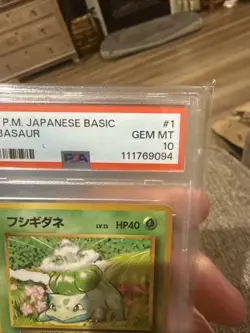 P.M. JAPANESE BASIC #1
BASAUR GEM MT
10
PSA 111769094
フシギダネ LV.13 HP40